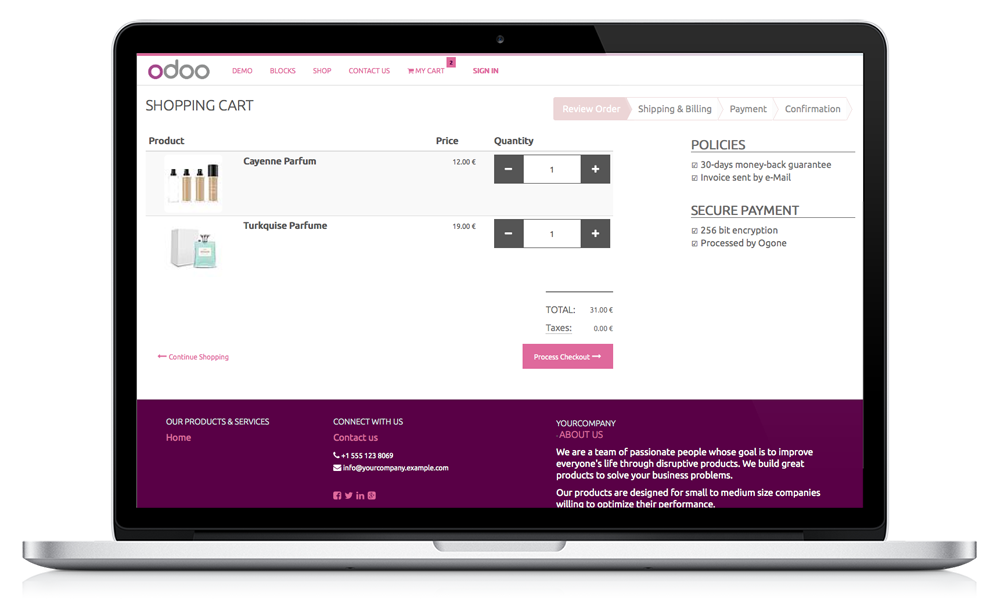 odoo
DEMO BLOCKS SHOP CONTACT US MY CART 2 SIGN IN
SHOPPING CART
Review Order Shipping & Billing Payment Confirmation
Product Price Quantity
Cayenne Parfum 12.00 € − 1 +
Turkquise Parfume 19.00 € − 1 +
TOTAL: 31.00 €
Taxes: 0.00 €
← Continue Shopping
Process Checkout →
POLICIES
30-days money-back guarantee
Invoice sent by e-Mail
SECURE PAYMENT
256 bit encryption
Processed by Ogone
OUR PRODUCTS & SERVICES
Home
CONNECT WITH US
Contact us
+1 555 123 8069
info@yourcompany.example.com
YOURCOMPANY
- ABOUT US
We are a team of passionate people whose goal is to improve
everyone's life through disruptive products. We build great
products to solve your business problems.
Our products are designed for small to medium size companies
willing to optimize their performance.